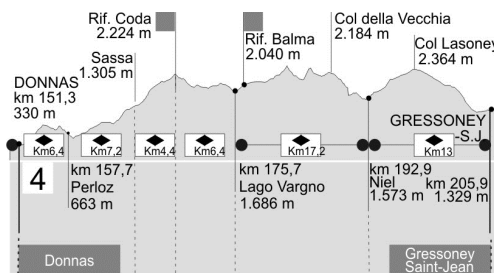 Rif. Coda
2.224 m
Sassa
1.305 m
DONNAS
km 151,3
330 m
Rif. Balma
2.040 m
Col della Vecchia
2.184 m
Col Lasoney
2.364 m
GRESSONEY
-S.J.
Km6,4
Km7,2
Km4,4
Km6,4
Km17,2
Km13
4
km 157,7
Perloz
663 m
km 175,7
Lago Vargno
1.686 m
km 192,9
Niel
1.573 m
km 205,9
1.329 m
Donnas
Gressoney
Saint-Jean